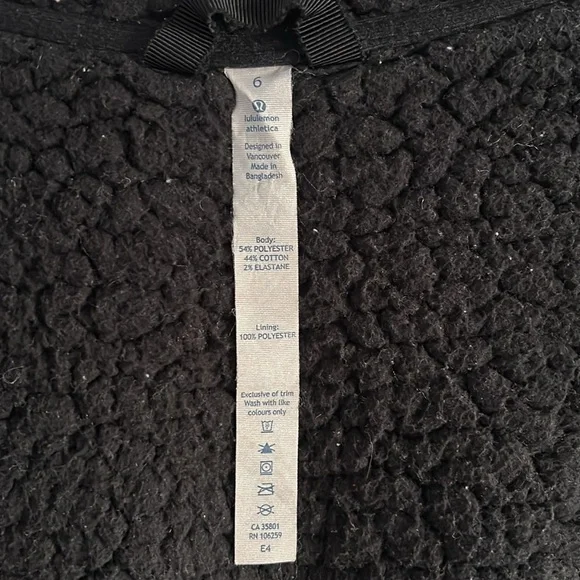 6
lululemon
athletica
Designed in
Vancouver
Made in
Bangladesh
Body:
54% POLYESTER
44% COTTON
2% ELASTANE
Lining:
100% POLYESTER
Exclusive of trim
Wash with like
colours only
CA 35801
RN 106259
E4